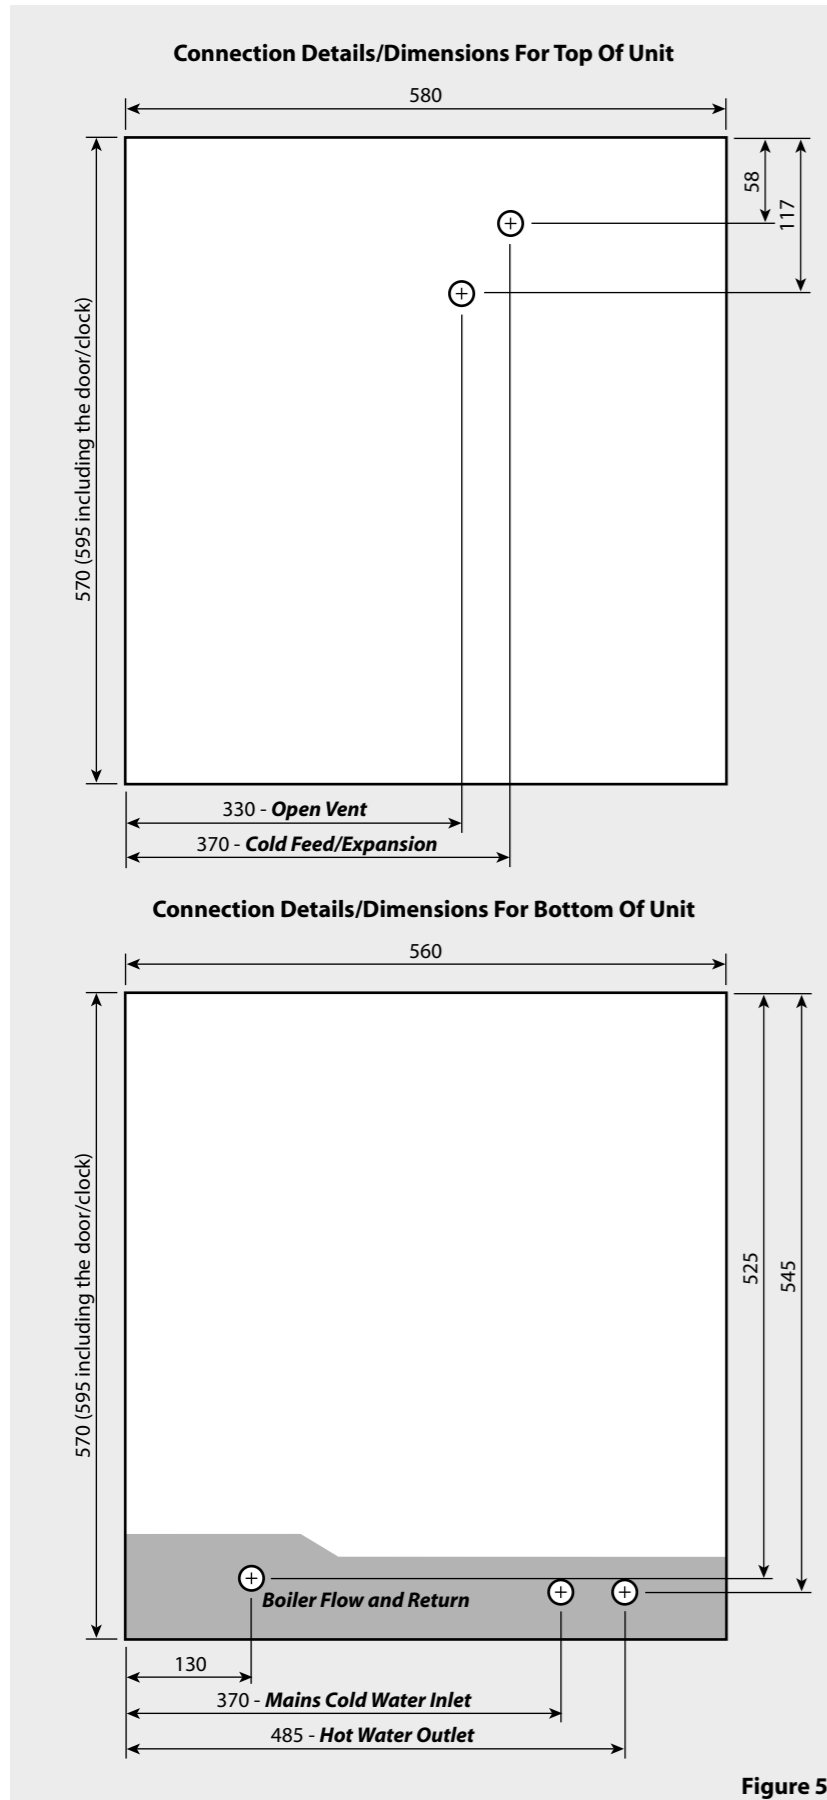 Connection Details/Dimensions For Top Of Unit
580
58
117
570 (595 including the door/clock)
330 - Open Vent
370 - Cold Feed/Expansion
Connection Details/Dimensions For Bottom Of Unit
560
570 (595 including the door/clock)
525
545
Boiler Flow and Return
130
370 - Mains Cold Water Inlet
485 - Hot Water Outlet
Figure 5